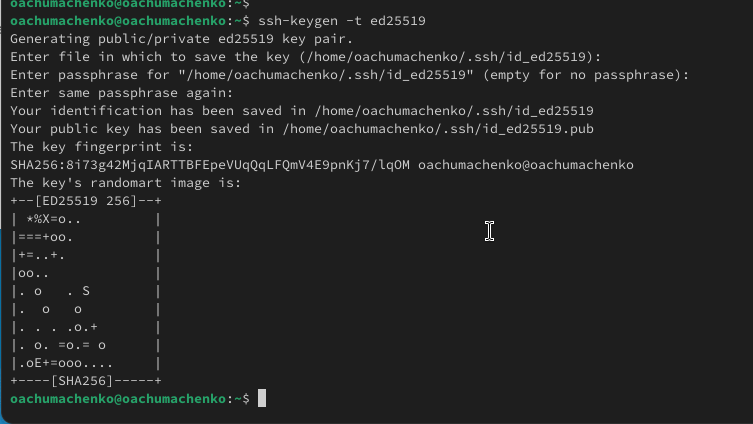 oachumachenko@oachumachenko:~$
oachumachenko@oachumachenko:~$ ssh-keygen -t ed25519
Generating public/private ed25519 key pair.
Enter file in which to save the key (/home/oachumachenko/.ssh/id_ed25519):
Enter passphrase for "/home/oachumachenko/.ssh/id_ed25519" (empty for no passphrase):
Enter same passphrase again:
Your identification has been saved in /home/oachumachenko/.ssh/id_ed25519
Your public key has been saved in /home/oachumachenko/.ssh/id_ed25519.pub
The key fingerprint is:
SHA256:8i73g42MjqIARTTBFEpeVUqQqLFQmV4E9pnKj7/lqOM oachumachenko@oachumachenko
The key's randomart image is:
+--[ED25519 256]--+
| *%X=o..         |
|===+oo.          |
|+=..+.           |
|oo..             |
|. o   . S        |
|.  o   o         |
|. . . .o.+       |
|. o. =o.= o      |
|.oE+=ooo....     |
+----[SHA256]-----+
oachumachenko@oachumachenko:~$